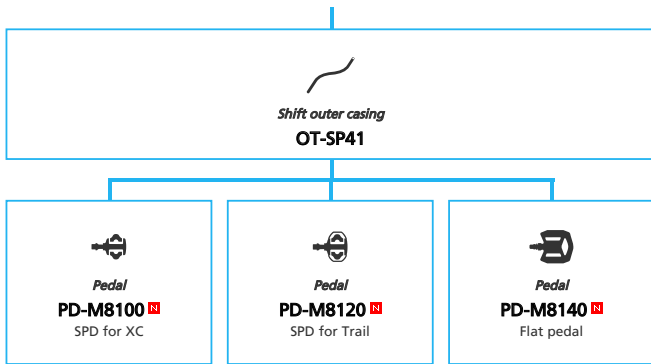 Shift outer casing
OT-SP41
Pedal
PD-M8100 N
SPD for XC
Pedal
PD-M8120 N
SPD for Trail
Pedal
PD-M8140 N
Flat pedal